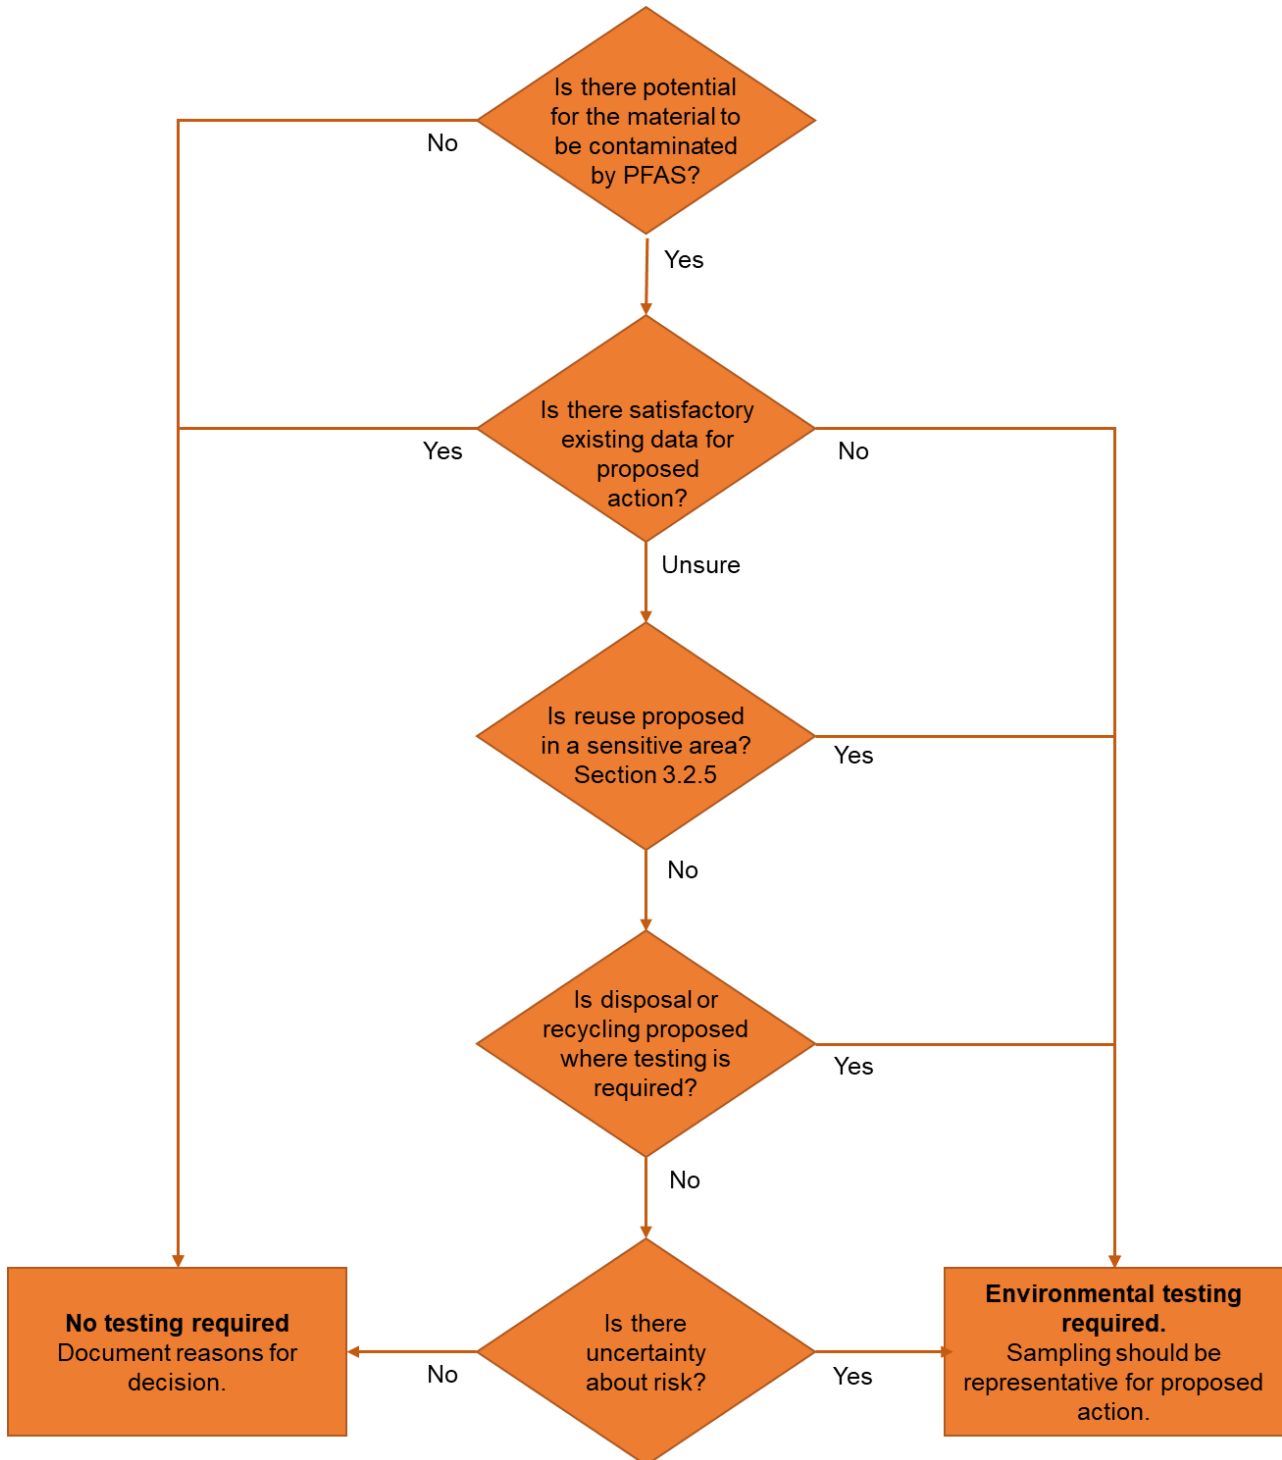 Is there potential
for the material to
be contaminated
by PFAS?
No
Yes
Is there satisfactory
existing data for
proposed
action?
Yes
No
Unsure
Is reuse proposed
in a sensitive area?
Section 3.2.5
Yes
No
Is disposal or
recycling proposed
where testing is
required?
Yes
No
No testing required
Document reasons for
decision.
Is there
uncertainty
about risk?
No
Yes
Environmental testing
required.
Sampling should be
representative for proposed
action.